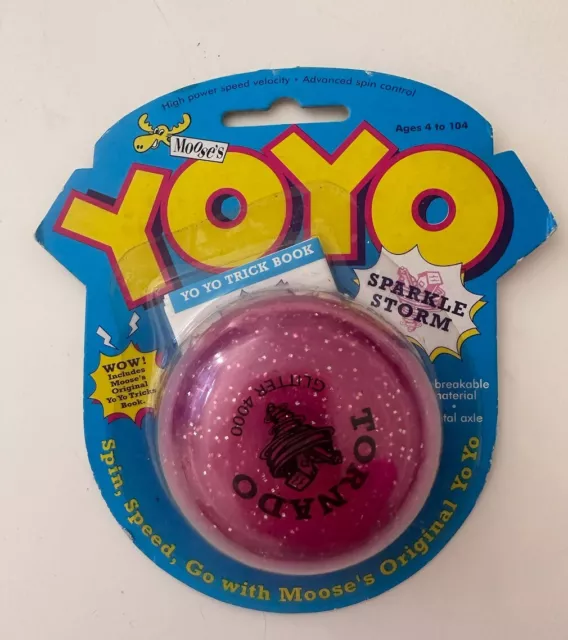 High power speed velocity • Advanced spin control
Ages 4 to 104
Moose's
YOYO
YO YO TRICK BOOK
SPARKLE
STORM
WOW!
Includes
Moose's
Original
Yo Yo Tricks
Book.
breakable
material
tal axle
GLITTER 4000
TORNADO
Spin, Speed, Go with Moose's Original Yo Yo